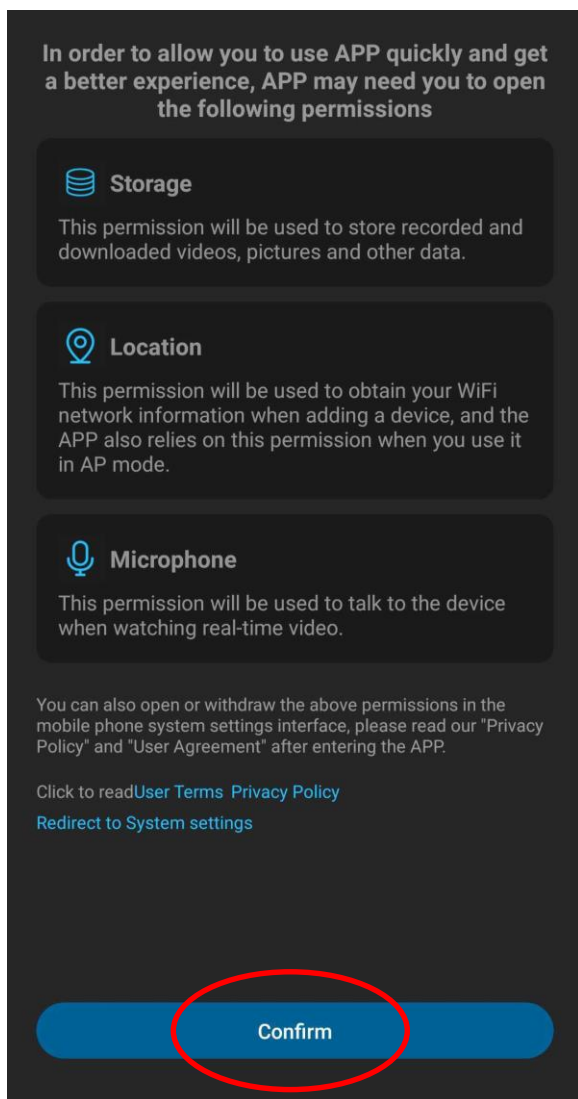 In order to allow you to use APP quickly and get
a better experience, APP may need you to open
the following permissions
Storage
This permission will be used to store recorded and
downloaded videos, pictures and other data.
Location
This permission will be used to obtain your WiFi
network information when adding a device, and the
APP also relies on this permission when you use it
in AP mode.
Microphone
This permission will be used to talk to the device
when watching real-time video.
You can also open or withdraw the above permissions in the
mobile phone system settings interface, please read our "Privacy
Policy" and "User Agreement" after entering the APP.
Click to readUser Terms Privacy Policy
Redirect to System settings
Confirm